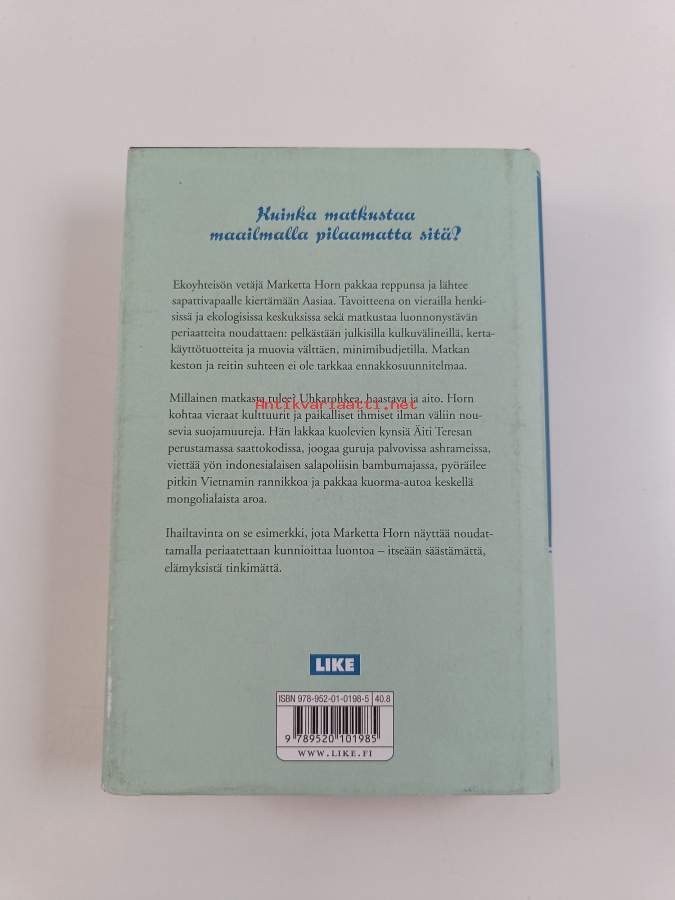 Kuinka matkustaa
maailmalla pilaamatta sitä?
Ekoyhteisön vetäjä Marketta Horn pakkaa reppunsa ja lähtee
sapattivapaalle kiertämään Aasiaa. Tavoitteena on vierailla henki-
sissä ja ekologisissa keskuksissa sekä matkustaa luonnonystävän
periaatteita noudattaen: pelkästään julkisilla kulkuvälineillä, kerta-
käyttötuotteita ja muovia välttäen, minimibudjetilla. Matkan
keston ja reitin suhteen ei ole tarkkaa ennakkosuunnitelmaa.
Millainen matkasta tulee? Uhkarohkea, haastava ja aito. Horn
Antikvariaatti.net
kohtaa vieraat kulttuurit ja paikalliset ihmiset ilman väliin nou-
sevia suojamuureja. Hän lakkaa kuolevien kynsiä Äiti Teresan
perustamassa saattokodissa, joogaa guruja palvovissa ashrameissa,
viettää yön indonesialaisen salapoliisin bambumajassa, pyöräilee
pitkin Vietnamin rannikkoa ja pakkaa kuorma-autoa keskellä
mongolialaista aroa.
Ihailtavinta on se esimerkki, jota Marketta Horn näyttää noudat-
tamalla periaatettaan kunnioittaa luontoa – itseään säästämättä,
elämyksistä tinkimättä.
LIKE
ISBN 978-952-01-0198-5 40.8
9 789520 101985
WWW.LIKE.FI